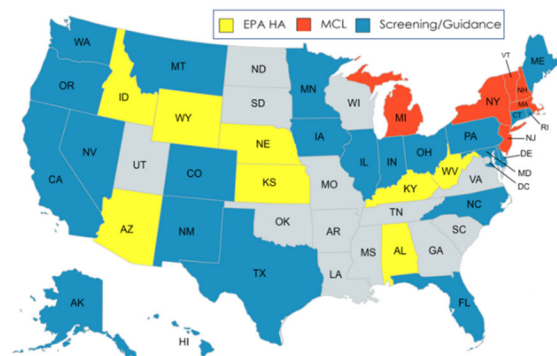 EPA HA MCL Screening/Guidance
WA
MT
ND
MN
VT
ME
OR
ID
SD
WI
NH
WY
MI
NY
MA
CT
RI
NE
IA
PA
NJ
NV
IL
IN
OH
DE
UT
MD
CA
CO
KS
MO
WV
VA
DC
KY
NC
AZ
NM
OK
AR
TN
SC
MS
AL
GA
TX
LA
FL
AK
HI